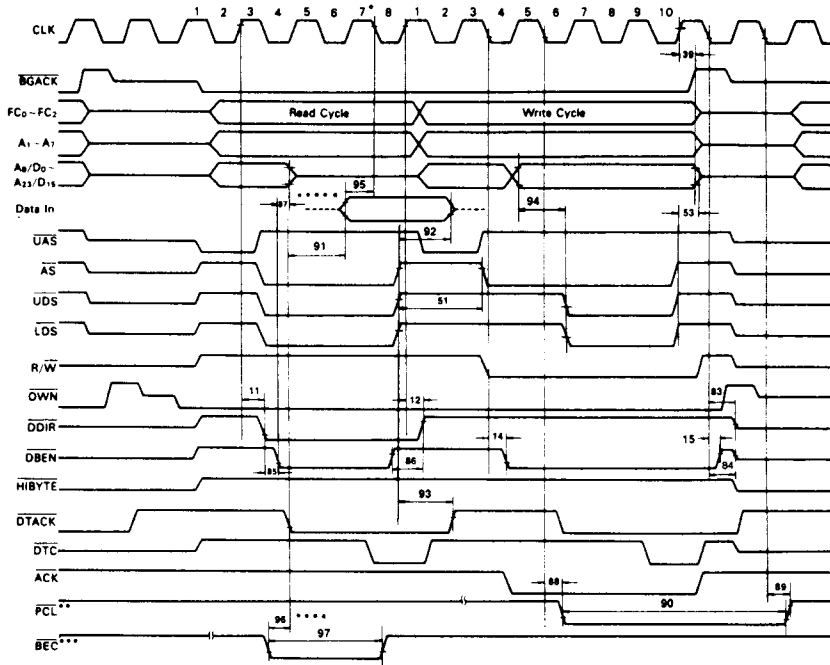 1 2 3 4 5 6 7* 8 1 2 3 4 5 6 7 8 9 10
CLK
39
BGACK
FC0~FC2 Read Cycle Write Cycle
A1~A7
A8/D0~
A23/D15
87 ***** 95 94 53
Data In
91 92
UAS
AS
UDS 51
LDS
R/W
OWN
11 12 83
DDIR
14 15
DBEN
85 86 84
HIBYTE
93
DTACK
DTC
ACK
88 90 89
PCL**
96 ****
97
BEC***